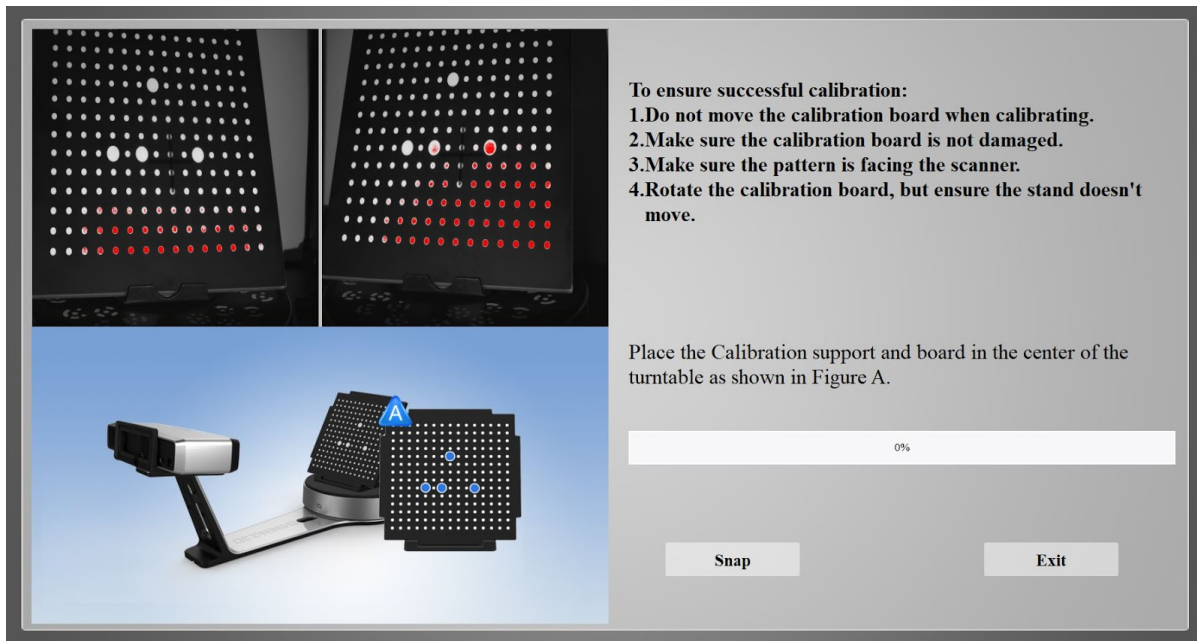 To ensure successful calibration:
1.Do not move the calibration board when calibrating.
2.Make sure the calibration board is not damaged.
3.Make sure the pattern is facing the scanner.
4.Rotate the calibration board, but ensure the stand doesn't
move.
A
Place the Calibration support and board in the center of the
turntable as shown in Figure A.
0%
Snap
Exit